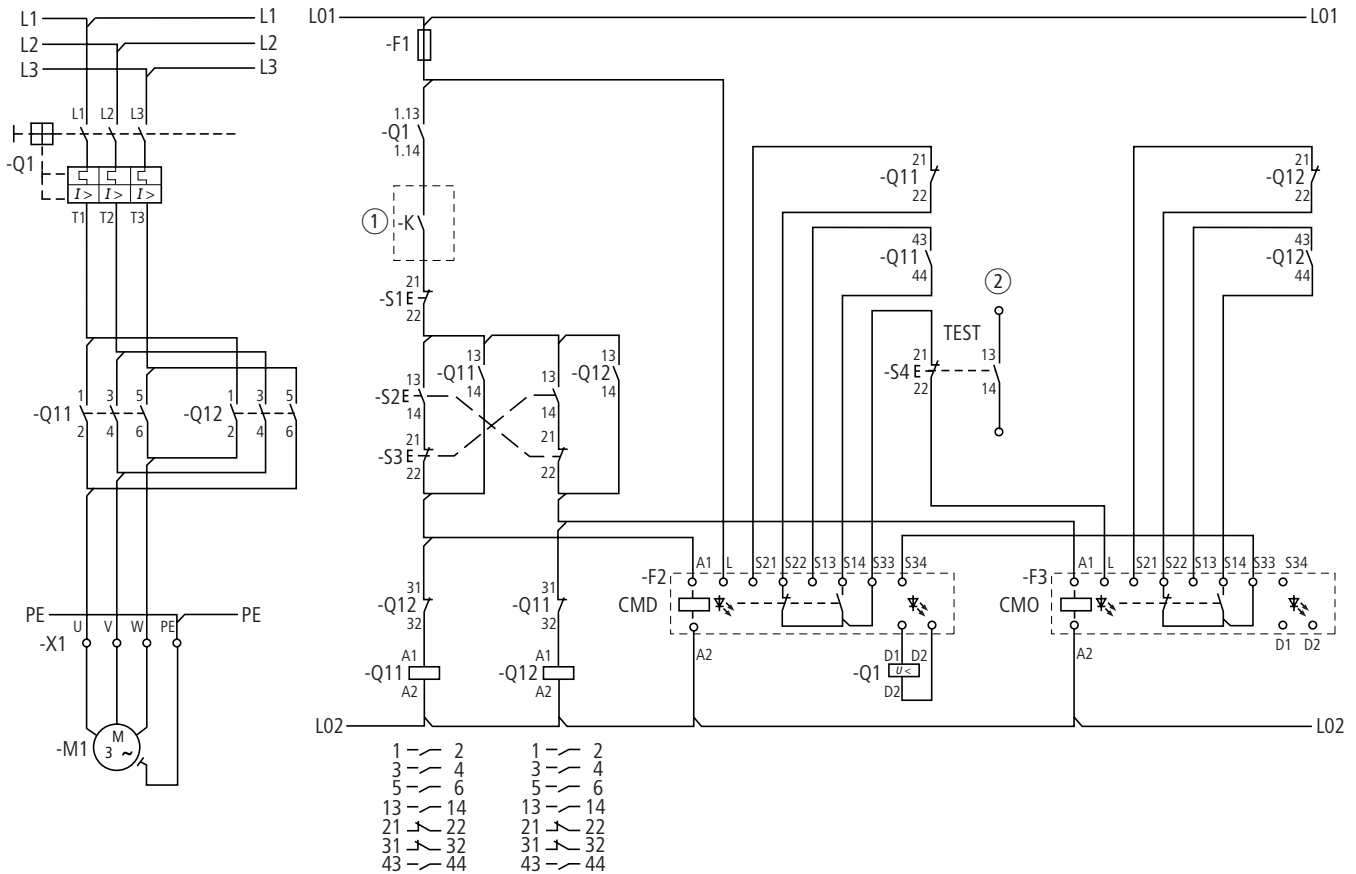 L1 L1
L2 L2
L3 L3
L1 L2 L3
-Q1
I > I > I >
T1 T2 T3
1 3 5 1 3 5
-Q11 -Q12
2 4 6 2 4 6
PE PE
U V W PE
-X1
M
3 ~
-M1
L01 L01
-F1
1.13
-Q1
1.14
1 -K
21
-S1 E
22
13 13
-Q11 -Q12
14 14
13 13
-S2 E
14 14
21 21
-S3 E
22 22
31 31
-Q12 -Q11
32 32
A1 A1
-Q11 -Q12
A2 A2
L02 L02
1 2 1 2
3 4 3 4
5 6 5 6
13 14 13 14
21 22 21 22
31 32 31 32
43 44 43 44
21 21
-Q11 -Q12
22 22
43 43
-Q11 -Q12
44 44
2
TEST
21 13
-S4 E
22 14
A1 L S21 S22 S13 S14 S33 S34
-F2
CMD
A2 D1 D2
-Q1 U <
D2
A1 L S21 S22 S13 S14 S33 S34
-F3
CMO
A2 D1 D2